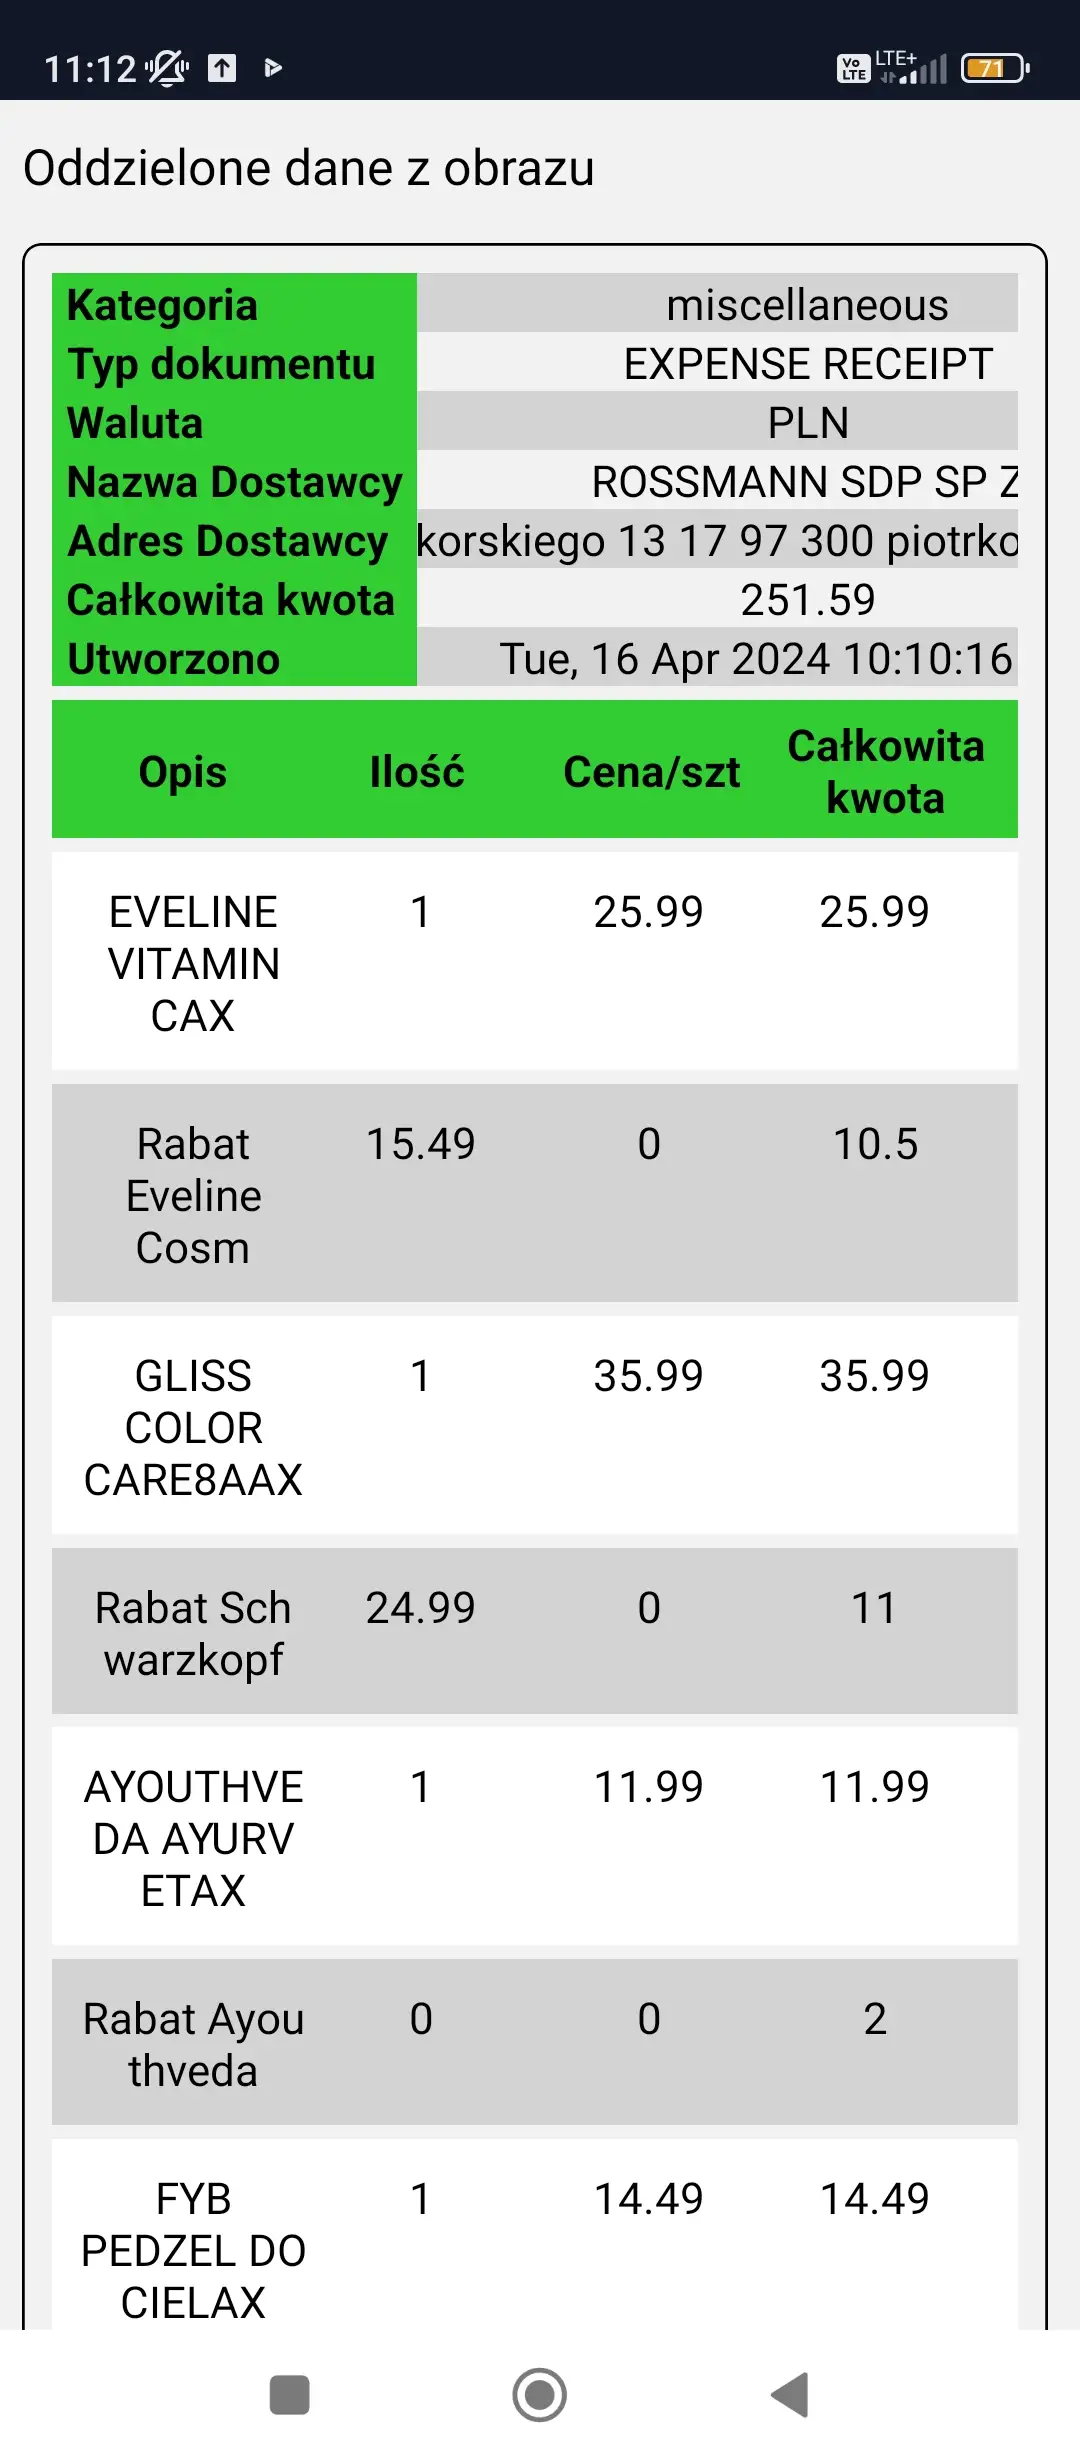 11:12 Vo LTE LTE+ 71
Oddzielone dane z obrazu
Kategoria miscellaneous
Typ dokumentu EXPENSE RECEIPT
Waluta PLN
Nazwa Dostawcy ROSSMANN SDP SP Z
Adres Dostawcy korskiego 13 17 97 300 piotrko
Całkowita kwota 251.59
Utworzono Tue, 16 Apr 2024 10:10:16
Opis Ilość Cena/szt Całkowita
kwota
EVELINE 1 25.99 25.99
VITAMIN
CAX
Rabat 15.49 0 10.5
Eveline
Cosm
GLISS 1 35.99 35.99
COLOR
CARE8AAX
Rabat Sch 24.99 0 11
warzkopf
AYOUTHVE 1 11.99 11.99
DA AYURV
ETAX
Rabat Ayou 0 0 2
thveda
FYB 1 14.49 14.49
PEDZEL DO
CIELAX